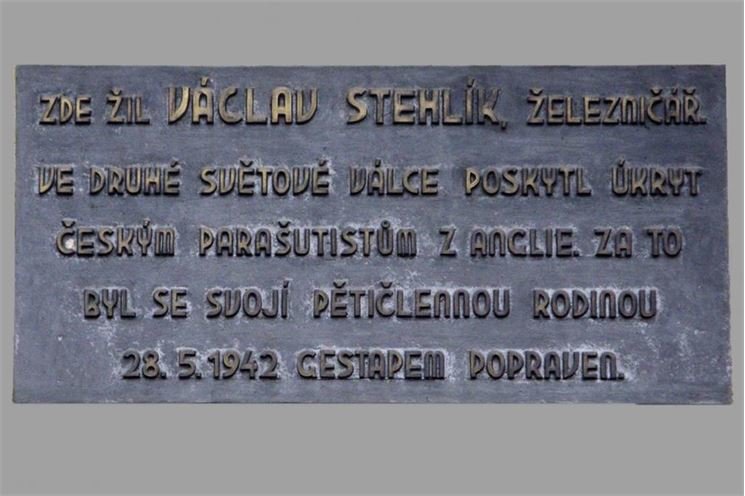 ZDE ŽIL VÁCLAV STEHLÍK, ŽELEZNIČÁŘ.
VE DRUHÉ SVĚTOVÉ VÁLCE POSKYTL ÚKRYT
ČESKÝM PARAŠUTISTŮM Z ANGLIE. ZA TO
BYL SE SVOJÍ PĚTIČLENNOU RODINOU
28. 5. 1942 GESTAPEM POPRAVEN.